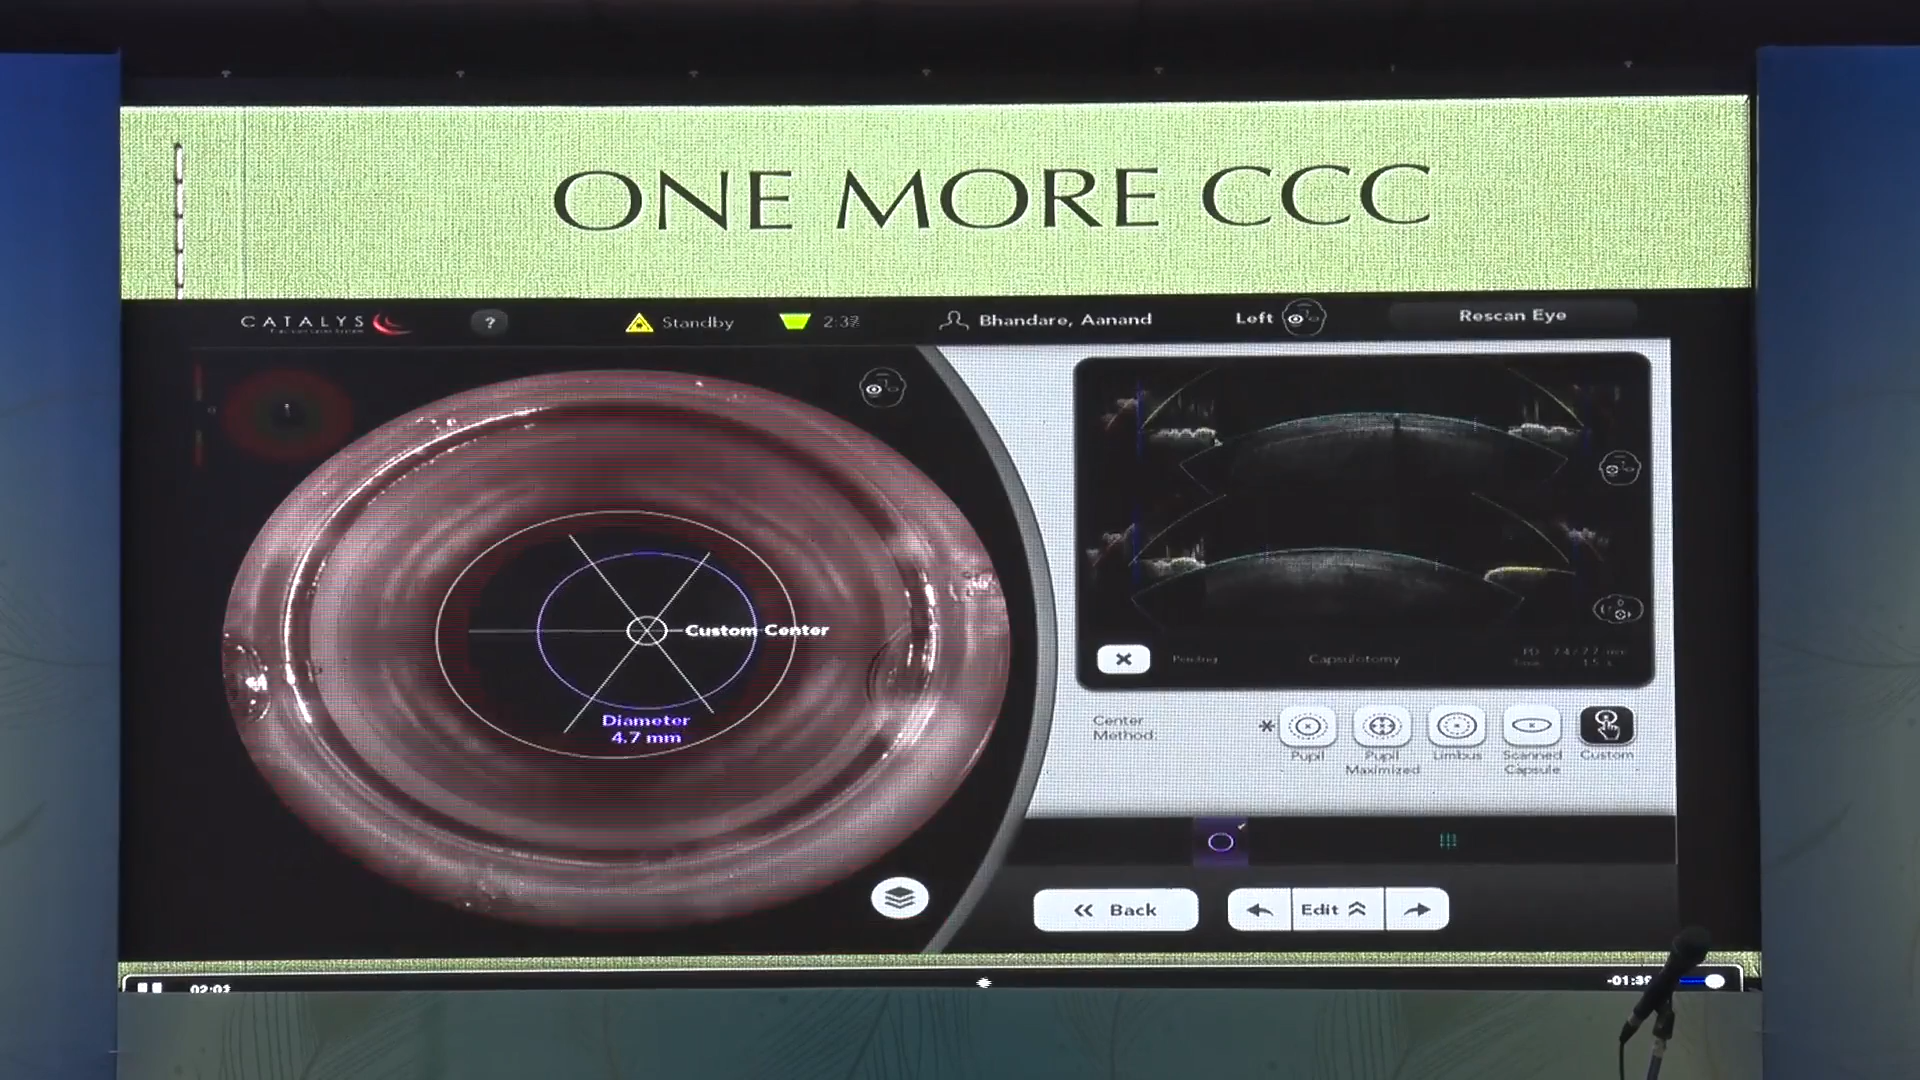 ONE MORE CCC
CATALYS
?
Standby
Bhandare, Aanand
Left
Rescan Eye
Custom Center
Diameter
4.7 mm
Pending
Capsulotomy
Center
Method:
Pupil
Pupil
Maximized
Limbus
Scanned
Capsule
Custom
Back
Edit
02:03